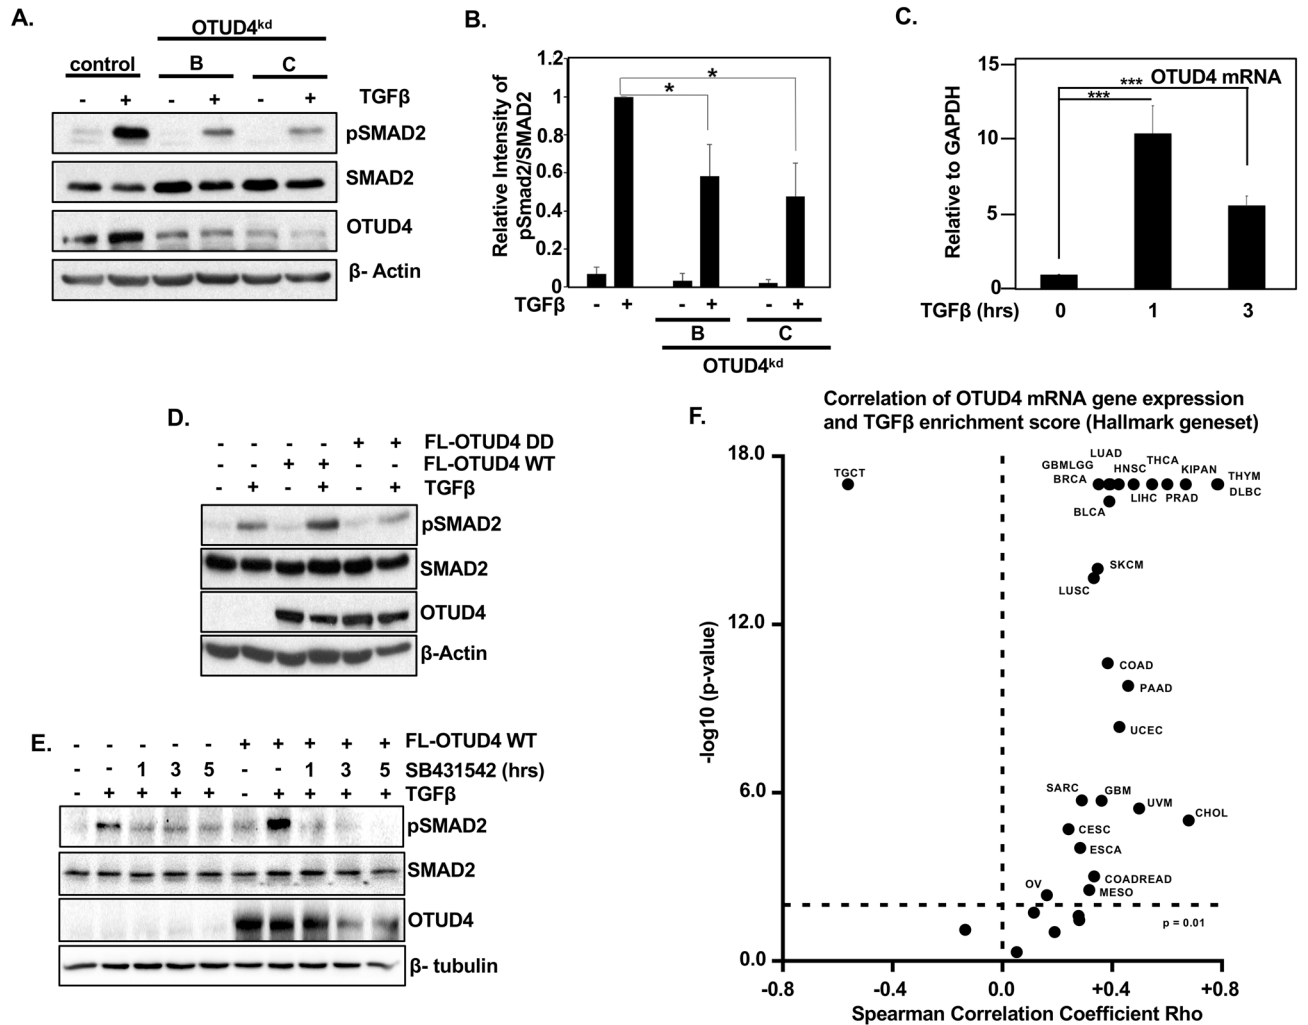 A.
OTUD4kd
control B C
- + - + - + TGFβ
pSMAD2
SMAD2
OTUD4
β- Actin
B.
Relative Intensity of
pSmad2/SMAD2
1.2
1
0.8
0.6
0.4
0.2
0
* *
TGFβ - + - + - +
B C
OTUD4kd
C.
OTUD4 mRNA
Relative to GAPDH
15
10
5
0
***
***
TGFβ (hrs) 0 1 3
D.
- - - - + + FL-OTUD4 DD
- - + + - - FL-OTUD4 WT
- + - + - + TGFβ
pSMAD2
SMAD2
OTUD4
β-Actin
E.
- - - - - + + + + + FL-OTUD4 WT
- - 1 3 5 - - 1 3 5 SB431542 (hrs)
- + + + + - + + + + TGFβ
pSMAD2
SMAD2
OTUD4
β- tubulin
F.
Correlation of OTUD4 mRNA gene expression
and TGFβ enrichment score (Hallmark geneset)
-log10 (p-value)
18.0
12.0
6.0
0.0
TGCT
LUAD
GBMLGG
HNSC
THCA
KIPAN
THYM
BRCA
LIHC
PRAD
DLBC
BLCA
SKCM
LUSC
COAD
PAAD
UCEC
SARC
GBM
UVM
CHOL
CESC
ESCA
COADREAD
OV
MESO
p = 0.01
-0.8 -0.4 0.0 +0.4 +0.8
Spearman Correlation Coefficient Rho